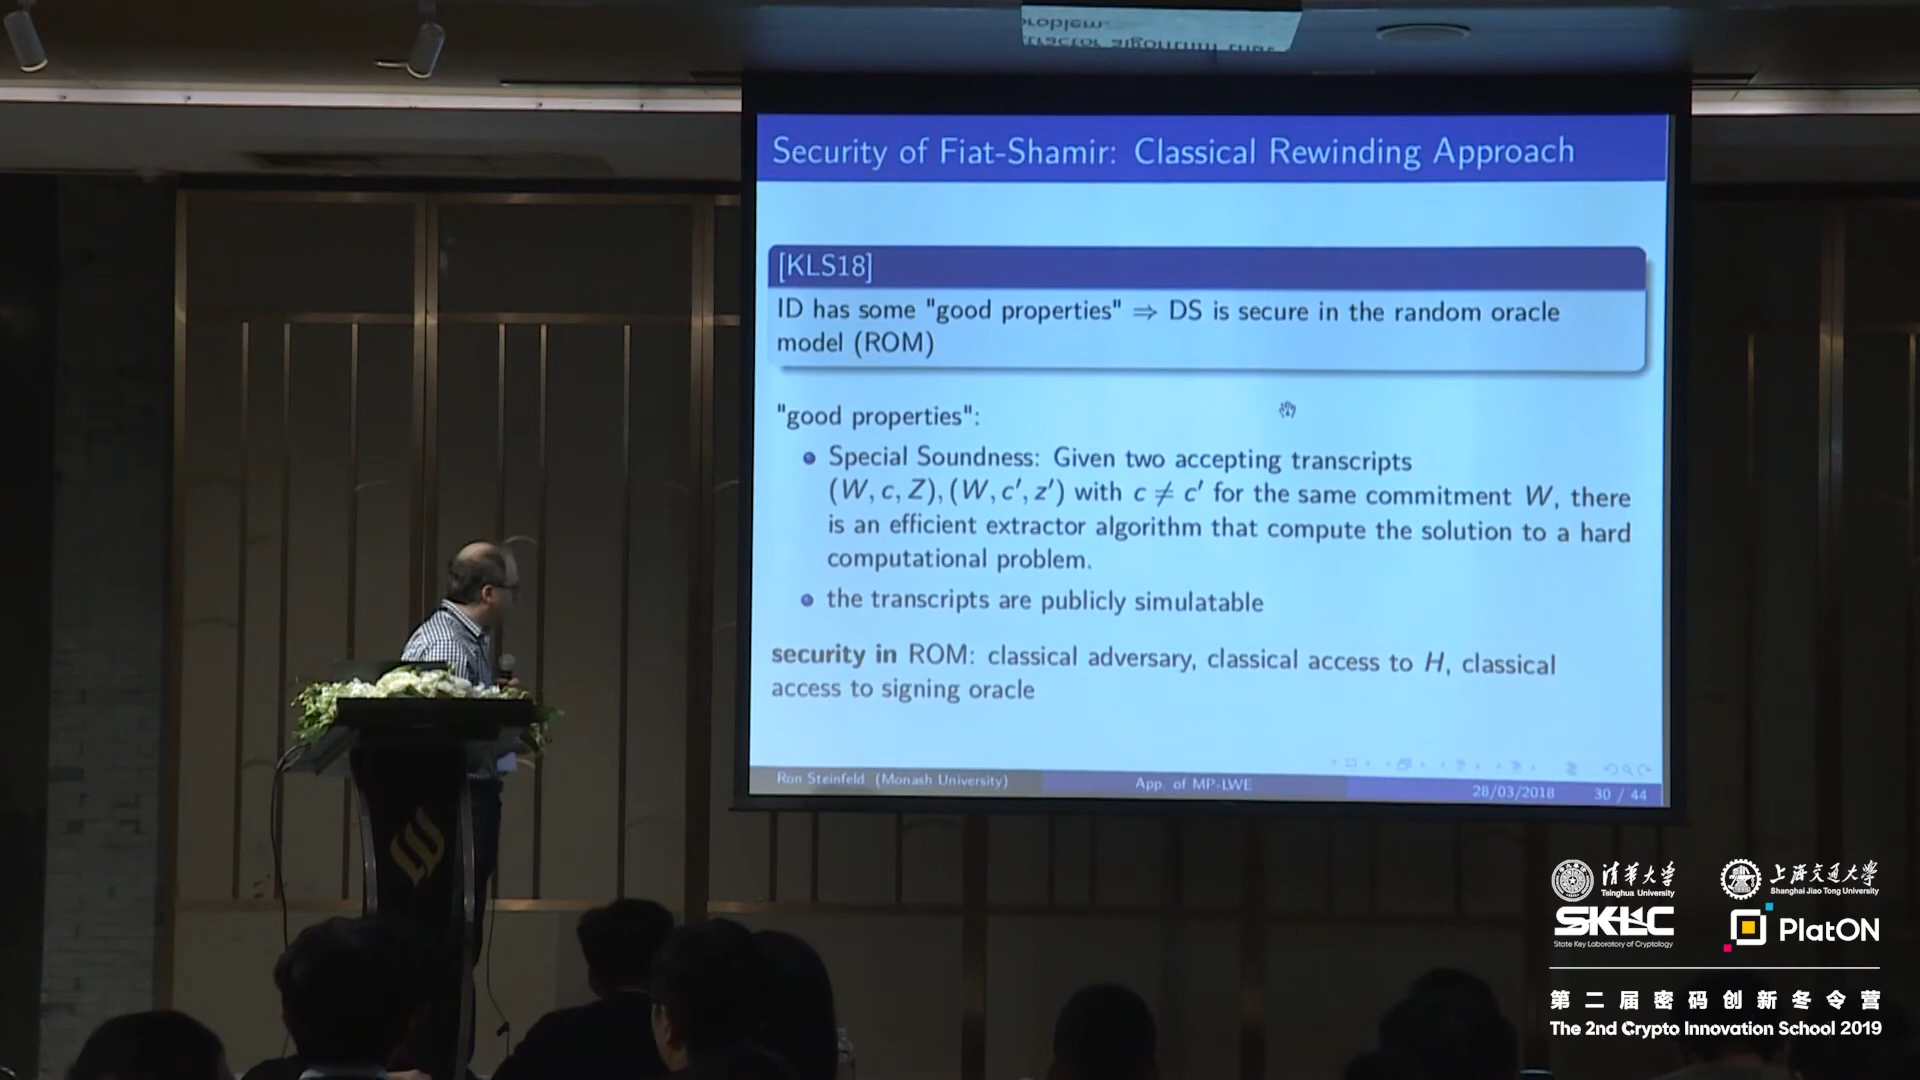 roblem.
tractor algorithm that
Security of Fiat-Shamir: Classical Rewinding Approach
[KLS18]
ID has some "good properties" ⇒ DS is secure in the random oracle
model (ROM)
"good properties":
Special Soundness: Given two accepting transcripts
(W, c, Z), (W, c′, z′) with c ≠ c′ for the same commitment W, there
is an efficient extractor algorithm that compute the solution to a hard
computational problem.
the transcripts are publicly simulatable
security in ROM: classical adversary, classical access to H, classical
access to signing oracle
Ron Steinfeld (Monash University) App. of MP-LWE 28/03/2018 30 / 44
清华大学
Tsinghua University
上海交通大学
Shanghai Jiao Tong University
SKLC
State Key Laboratory of Cryptology
PlatON
第二届密码创新冬令营
The 2nd Crypto Innovation School 2019